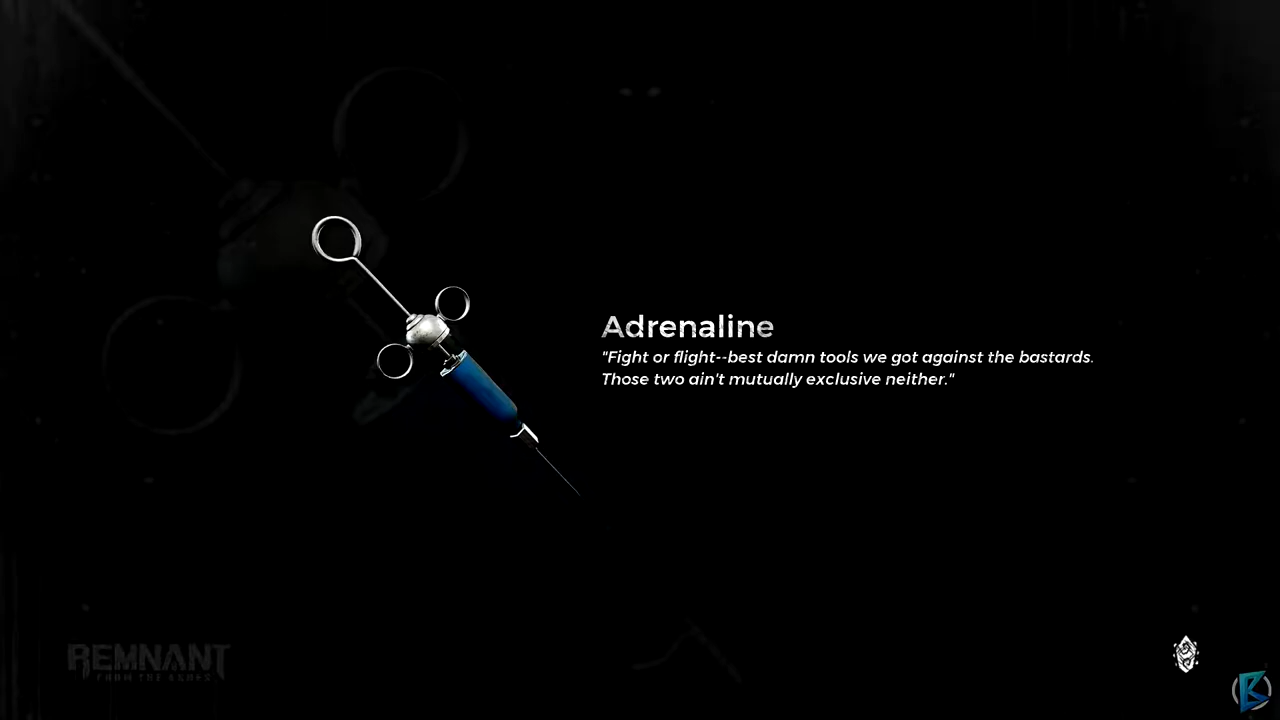 Adrenaline
"Fight or flight--best damn tools we got against the bastards.
Those two ain't mutually exclusive neither."
REMNANT
FROM THE ASHES